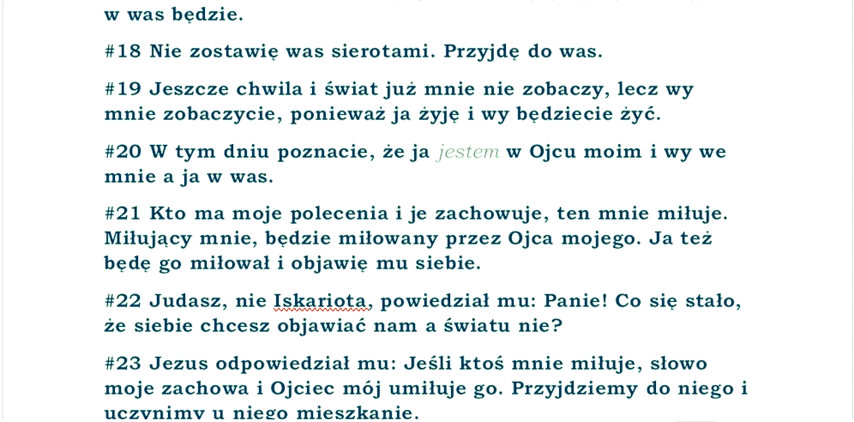 w was będzie.
#18 Nie zostawię was sierotami. Przyjdę do was.
#19 Jeszcze chwila i świat już mnie nie zobaczy, lecz wy
mnie zobaczycie, ponieważ ja żyję i wy będziecie żyć.
#20 W tym dniu poznacie, że ja jestem w Ojcu moim i wy we
mnie a ja w was.
#21 Kto ma moje polecenia i je zachowuje, ten mnie miłuje.
Miłujący mnie, będzie miłowany przez Ojca mojego. Ja też
będę go miłował i objawię mu siebie.
#22 Judasz, nie Iskariota, powiedział mu: Panie! Co się stało,
że siebie chcesz objawiać nam a światu nie?
#23 Jezus odpowiedział mu: Jeśli ktoś mnie miłuje, słowo
moje zachowa i Ojciec mój umiłuje go. Przyjdziemy do niego i
uczynimy u niego mieszkanie.